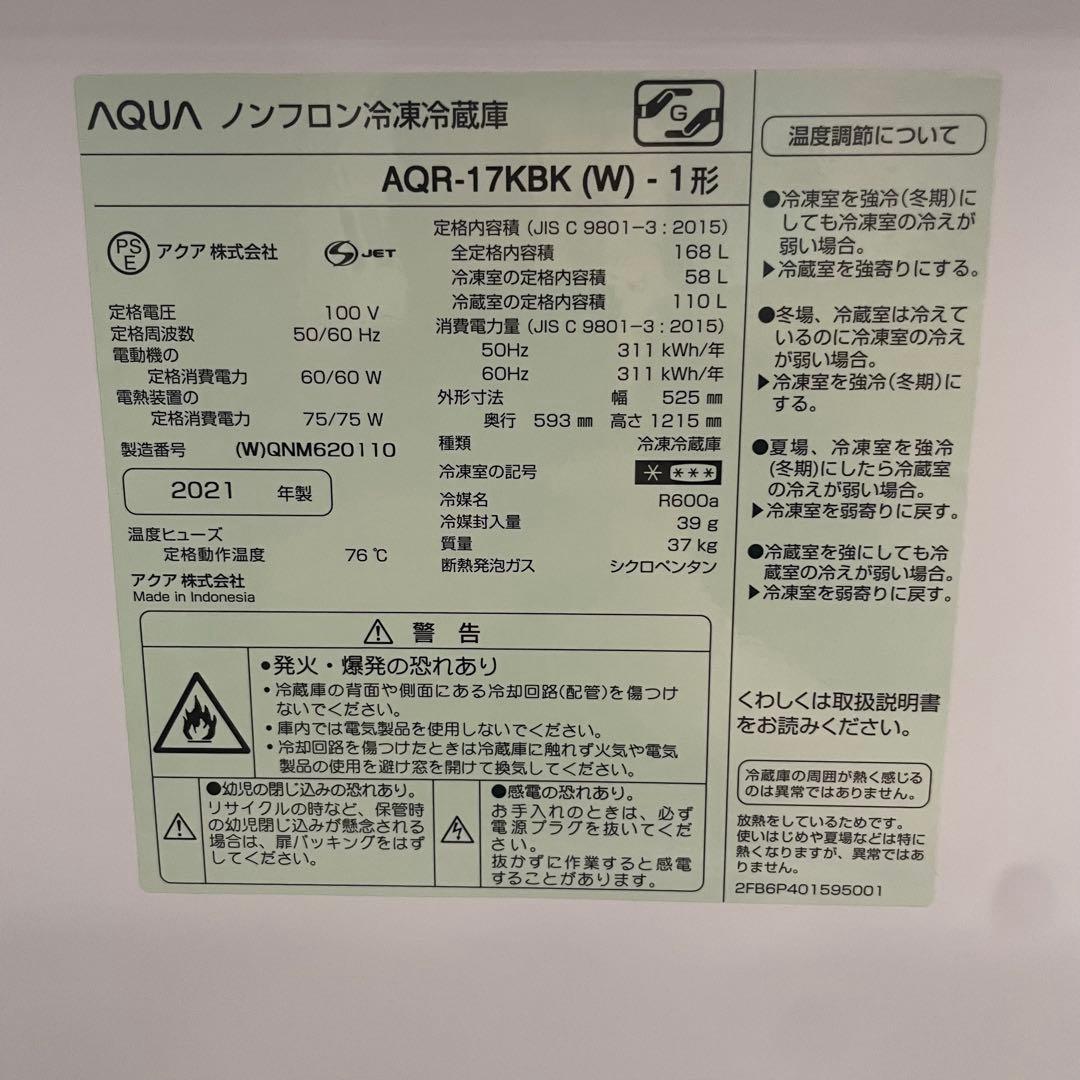 AQUA ノンフロン冷凍冷蔵庫
G
AQR-17KBK (W) - 1形
PS
E
アクア 株式会社
S JET
定格電圧 100 V
定格周波数 50/60 Hz
電動機の
定格消費電力 60/60 W
電熱装置の
定格消費電力 75/75 W
製造番号 (W)QNM620110
2021 年製
温度ヒューズ
定格動作温度 76 ℃
アクア 株式会社
Made in Indonesia
定格内容積 (JIS C 9801−3 : 2015)
全定格内容積 168 L
冷凍室の定格内容積 58 L
冷蔵室の定格内容積 110 L
消費電力量 (JIS C 9801−3 : 2015)
50Hz 311 kWh/年
60Hz 311 kWh/年
外形寸法 幅 525 ㎜
奥行 593 ㎜ 高さ 1215 ㎜
種類 冷凍冷蔵庫
冷凍室の記号 * ***
冷媒名 R600a
冷媒封入量 39 g
質量 37 kg
断熱発泡ガス シクロペンタン
⚠ 警 告
●発火・爆発の恐れあり
・冷蔵庫の背面や側面にある冷却回路(配管)を傷つけ
ないでください。
・庫内では電気製品を使用しないでください。
・冷却回路を傷つけたときは冷蔵庫に触れず火気や電気
製品の使用を避け窓を開けて換気してください。
●幼児の閉じ込みの恐れあり。
リサイクルの時など、保管時
の幼児閉じ込みが懸念される
場合は、扉パッキングをはず
してください。
●感電の恐れあり。
お手入れのときは、必ず
電源プラグを抜いてくだ
さい。
抜かずに作業すると感電
することがあります。
温度調節について
●冷凍室を強冷(冬期)に
しても冷凍室の冷えが
弱い場合。
▶冷蔵室を強寄りにする。
●冬場、冷蔵室は冷えて
いるのに冷凍室の冷え
が弱い場合。
▶冷凍室を強冷(冬期)に
する。
●夏場、冷凍室を強冷
(冬期)にしたら冷蔵室
の冷えが弱い場合。
▶冷凍室を弱寄りに戻す。
●冷蔵室を強にしても冷
蔵室の冷えが弱い場合。
▶冷凍室を弱寄りに戻す。
くわしくは取扱説明書
をお読みください。
冷蔵庫の周囲が熱く感じる
のは異常ではありません。
放熱をしているためです。
使いはじめや夏場などは特に
熱くなりますが、異常ではあ
りません。
2FB6P401595001